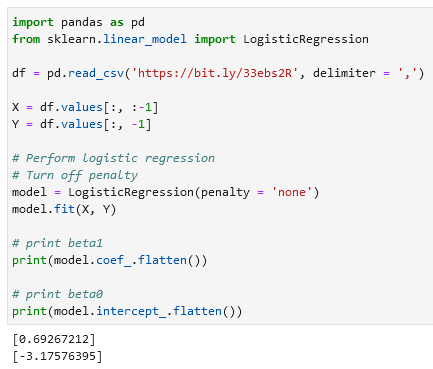 import pandas as pd
from sklearn.linear_model import LogisticRegression
df = pd.read_csv('https://bit.ly/33ebs2R', delimiter = ',')
X = df.values[:, :-1]
Y = df.values[:, -1]
# Perform logistic regression
# Turn off penalty
model = LogisticRegression(penalty = 'none')
model.fit(X, Y)
# print beta1
print(model.coef_.flatten())
# print beta0
print(model.intercept_.flatten())
[0.69267212]
[-3.17576395]